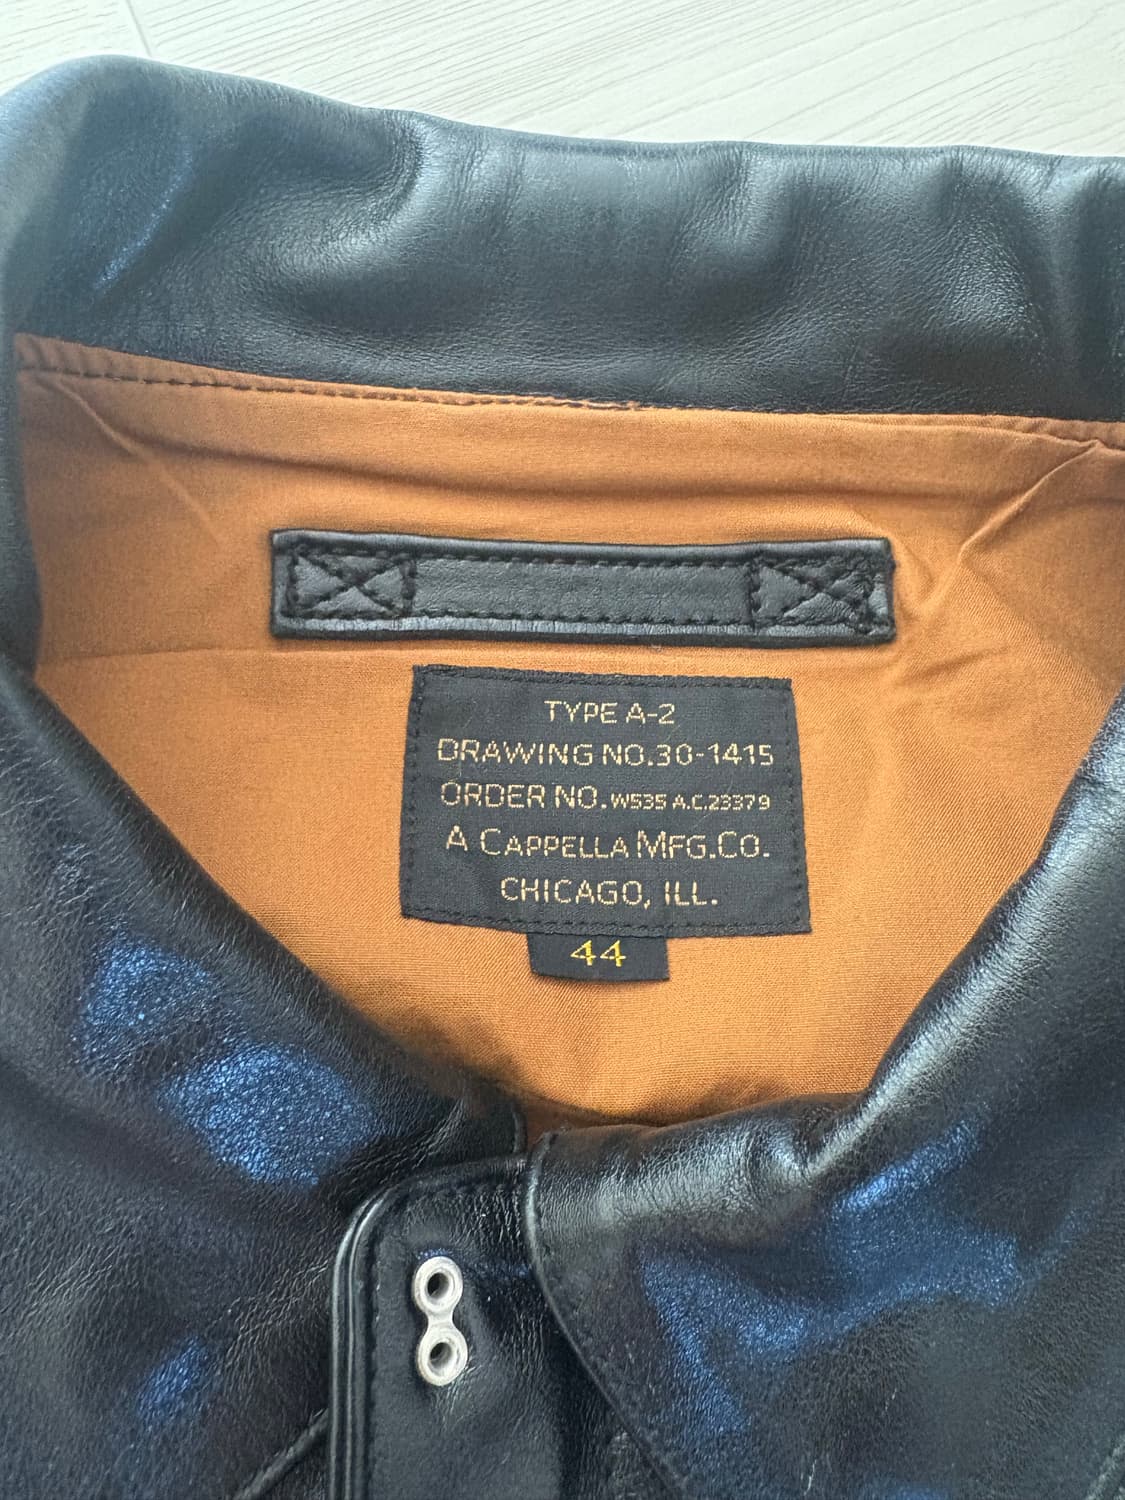 TYPE A-2
DRAWING NO.30-1415
ORDER NO.W535 A.C.23379
A CAPPELLA MFG.CO.
CHICAGO, ILL.
44